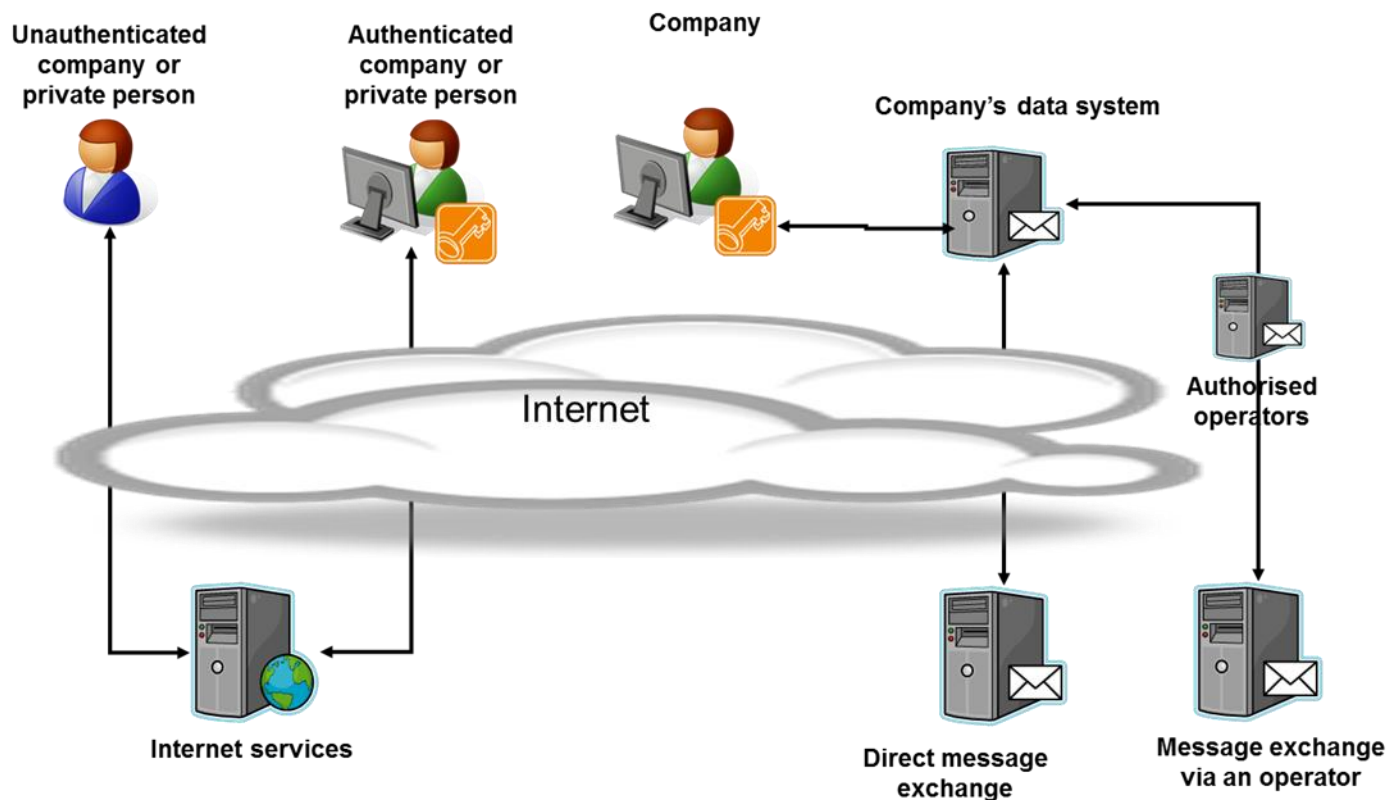 Unauthenticated
company or
private person
Authenticated
company or
private person
Company
Company's data system
Authorised
operators
Internet
Internet services
Direct message
exchange
Message exchange
via an operator